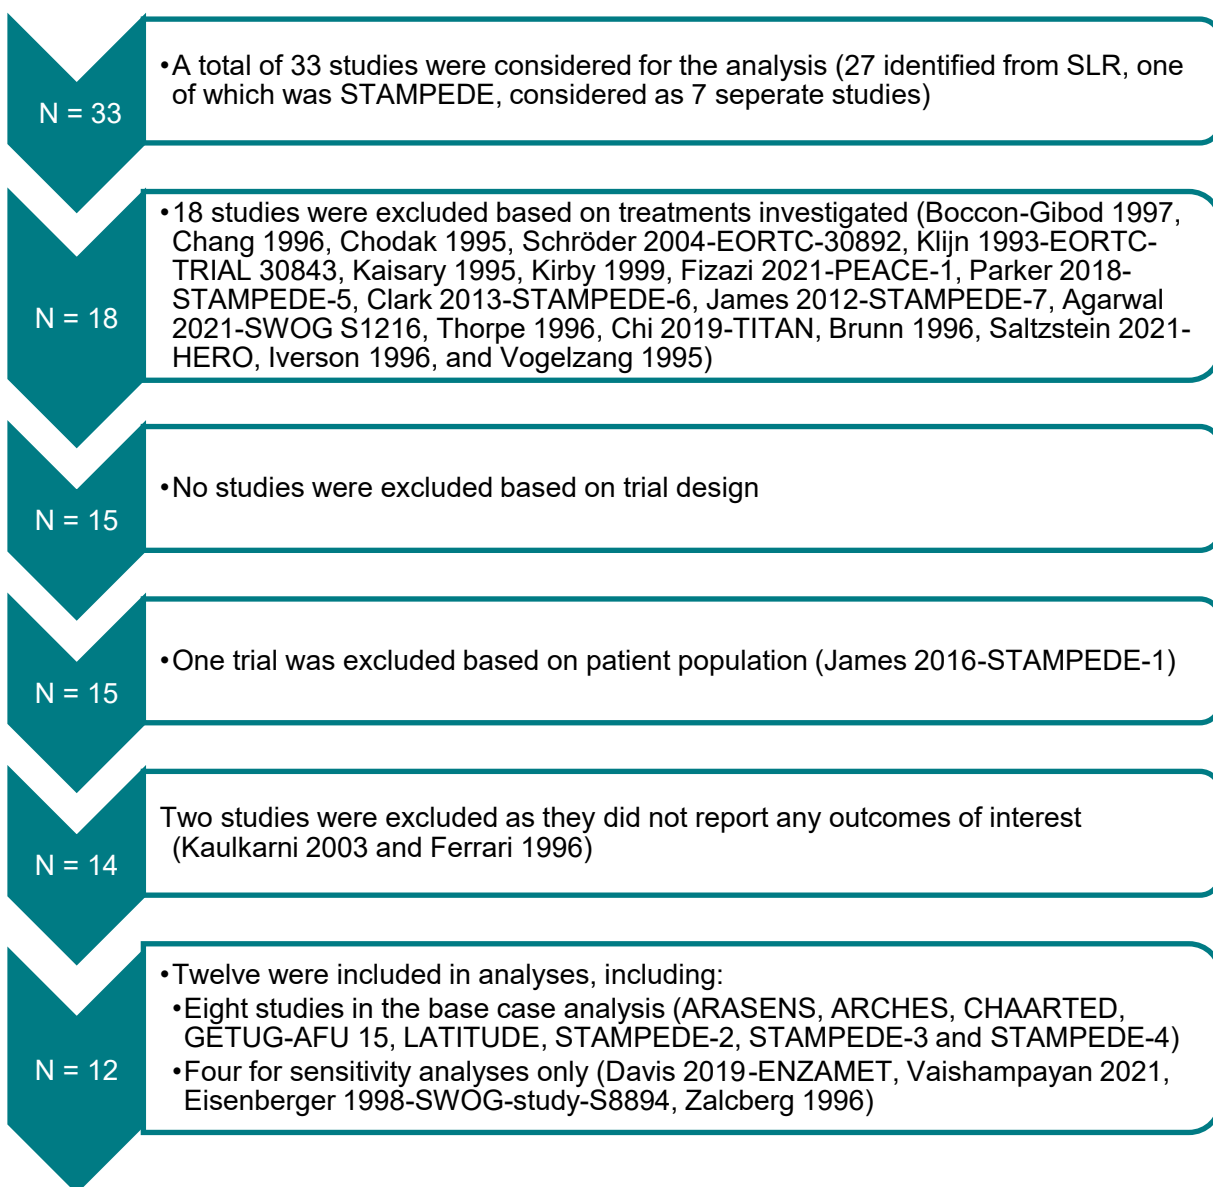 N = 33
•A total of 33 studies were considered for the analysis (27 identified from SLR, one
of which was STAMPEDE, considered as 7 seperate studies)
N = 18
•18 studies were excluded based on treatments investigated (Boccon-Gibod 1997,
Chang 1996, Chodak 1995, Schröder 2004-EORTC-30892, Klijn 1993-EORTC-
TRIAL 30843, Kaisary 1995, Kirby 1999, Fizazi 2021-PEACE-1, Parker 2018-
STAMPEDE-5, Clark 2013-STAMPEDE-6, James 2012-STAMPEDE-7, Agarwal
2021-SWOG S1216, Thorpe 1996, Chi 2019-TITAN, Brunn 1996, Saltzstein 2021-
HERO, Iverson 1996, and Vogelzang 1995)
N = 15
•No studies were excluded based on trial design
N = 15
•One trial was excluded based on patient population (James 2016-STAMPEDE-1)
N = 14
Two studies were excluded as they did not report any outcomes of interest
(Kaulkarni 2003 and Ferrari 1996)
N = 12
•Twelve were included in analyses, including:
•Eight studies in the base case analysis (ARASENS, ARCHES, CHAARTED,
GETUG-AFU 15, LATITUDE, STAMPEDE-2, STAMPEDE-3 and STAMPEDE-4)
•Four for sensitivity analyses only (Davis 2019-ENZAMET, Vaishampayan 2021,
Eisenberger 1998-SWOG-study-S8894, Zalcberg 1996)